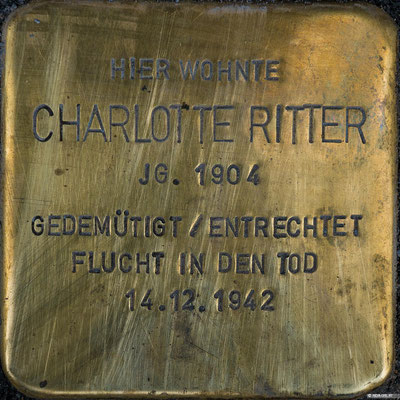 HIER WOHNTE
CHARLOTTE RITTER
JG. 1904
GEDEMÜTIGT / ENTRECHTET
FLUCHT IN DEN TOD
14.12.1942